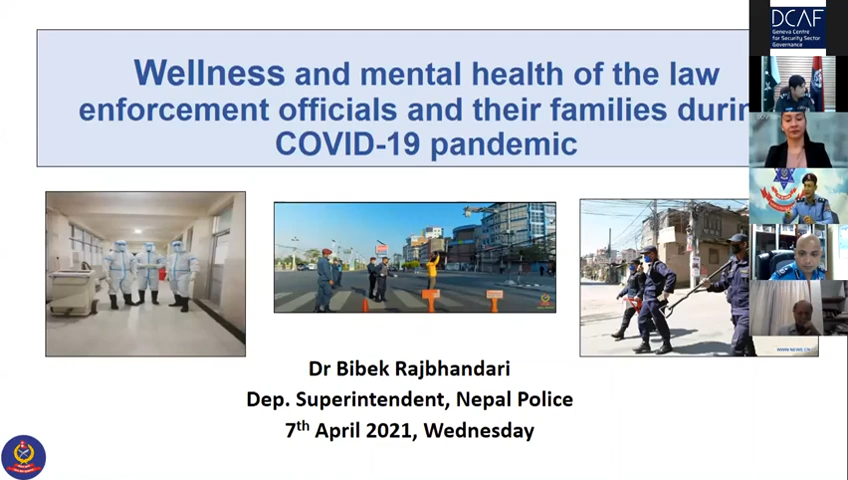 Wellness and mental health of the law
enforcement officials and their families durin
COVID-19 pandemic
Dr Bibek Rajbhandari
Dep. Superintendent, Nepal Police
7th April 2021, Wednesday
DCAF
Geneva Centre
for Security Sector
Governance